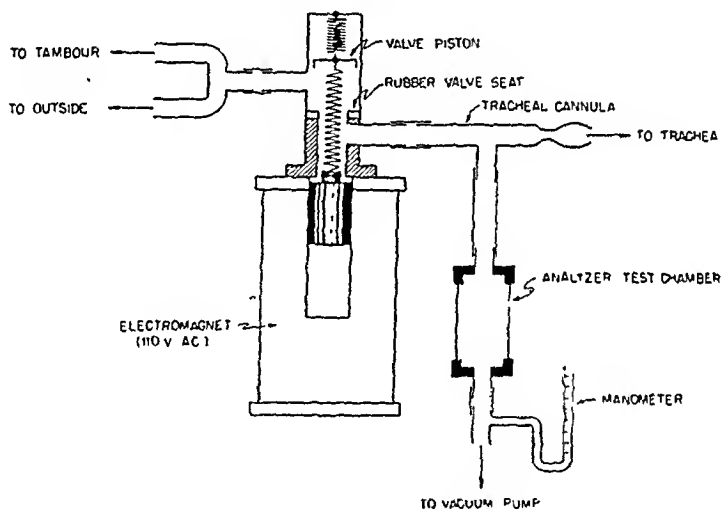 TO TAMBOUR
VALVE PISTON
RUBBER VALVE SEAT
TO OUTSIDE
TRACHEAL CANNULA
TO TRACHEA
ANALYZER TEST CHAMBER
ELECTROMAGNET
(110 V AC)
MANOMETER
TO VACUUM PUMP